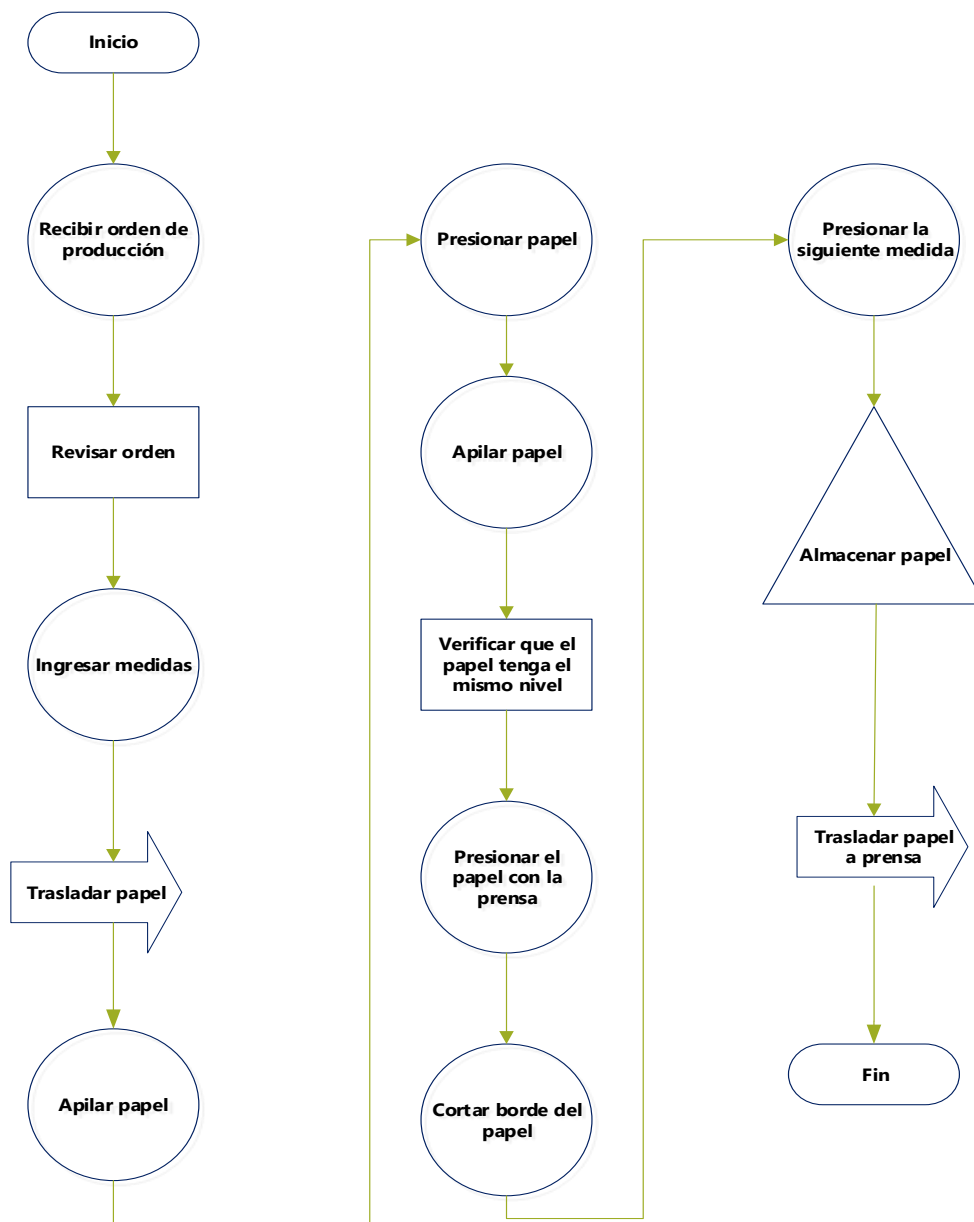 Inicio
Recibir orden de
producción
Revisar orden
Ingresar medidas
Trasladar papel
Apilar papel
Presionar papel
Apilar papel
Verificar que el
papel tenga el
mismo nivel
Presionar el
papel con la
prensa
Cortar borde del
papel
Presionar la
siguiente medida
Almacenar papel
Trasladar papel
a prensa
Fin